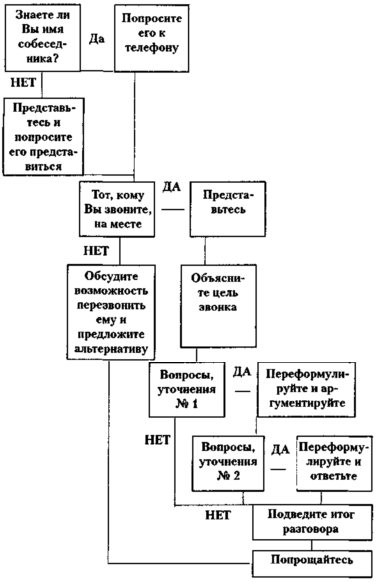 Знаете ли
Вы имя
собесед-
ника?
Да
Попросите
его к
телефону
НЕТ
Представь-
тесь и
попросите
его предста-
виться
Тот, кому
Вы звоните,
на месте
ДА
Предста-
вьтесь
НЕТ
Обсудите
возможность
перезвонить
ему и
предложите
альтернативу
Объясни-
те цель
звонка
Вопросы,
уточнения
№ 1
ДА
Переформули-
руйте и ар-
гументируйте
НЕТ
Вопросы,
уточнения
№ 2
ДА
Переформу-
лируйте и
ответьте
НЕТ
Подведите итог
разговора
Попрощайтесь